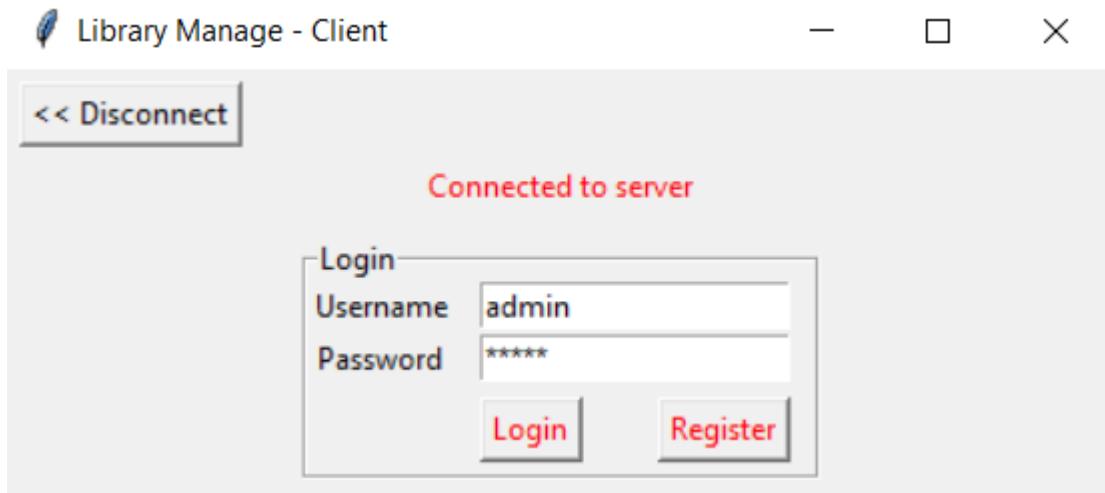 Library Manage - Client
<< Disconnect
Connected to server
Login
Username admin
Password *****
Login Register